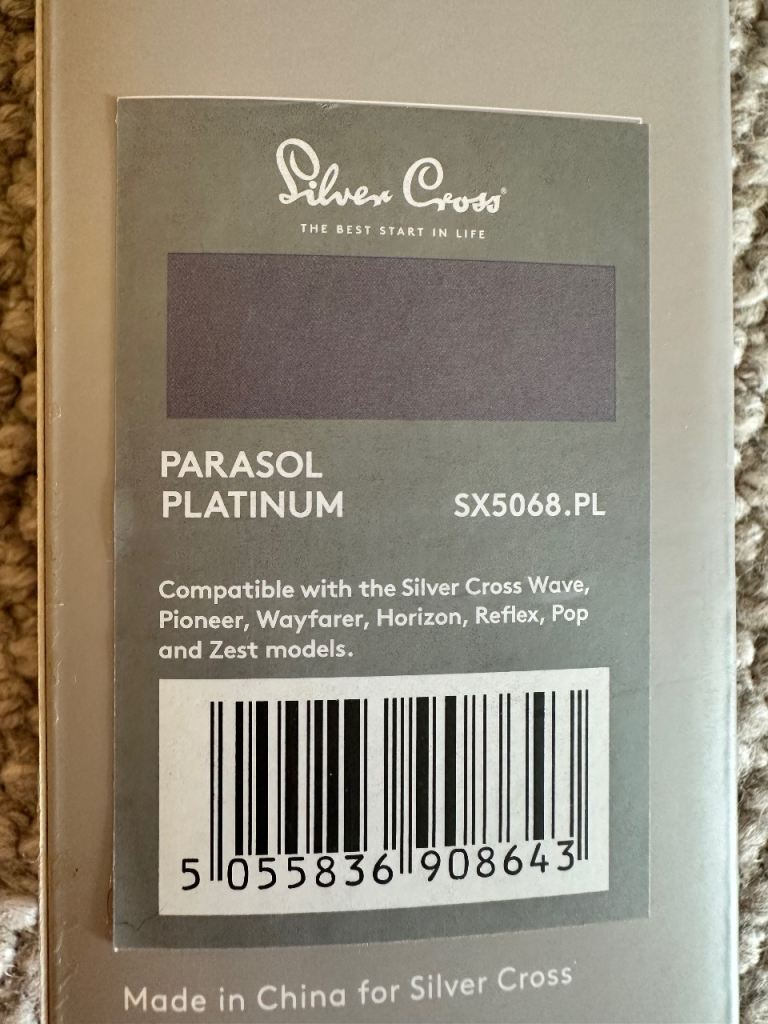 Silver Cross®
THE BEST START IN LIFE
PARASOL
PLATINUM
SX5068.PL
Compatible with the Silver Cross Wave,
Pioneer, Wayfarer, Horizon, Reflex, Pop
and Zest models.
5 055836 908643
Made in China for Silver Cross